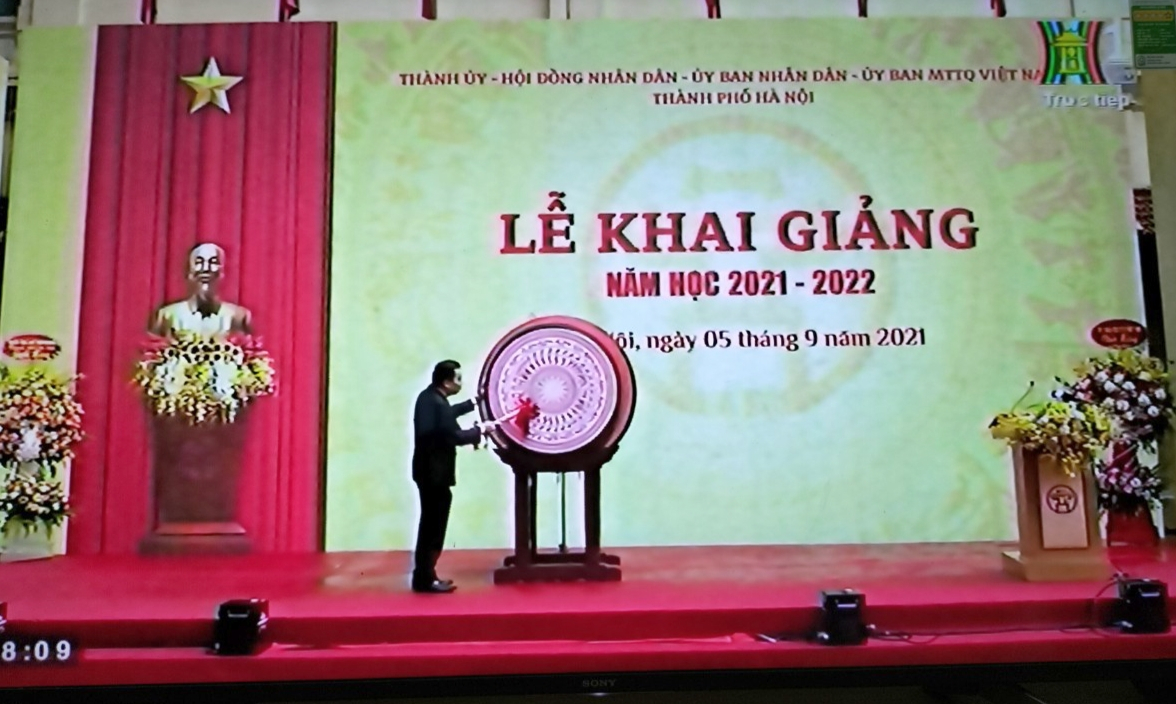 THÀNH ỦY - HỘI ĐỒNG NHÂN DÂN - ỦY BAN NHÂN DÂN - ỦY BAN MTTQ VIỆT NA
THÀNH PHỐ HÀ NỘI
Trực tiếp
LỄ KHAI GIẢNG
NĂM HỌC 2021 - 2022
ội, ngày 05 tháng 9 năm 2021
8:09
SONY